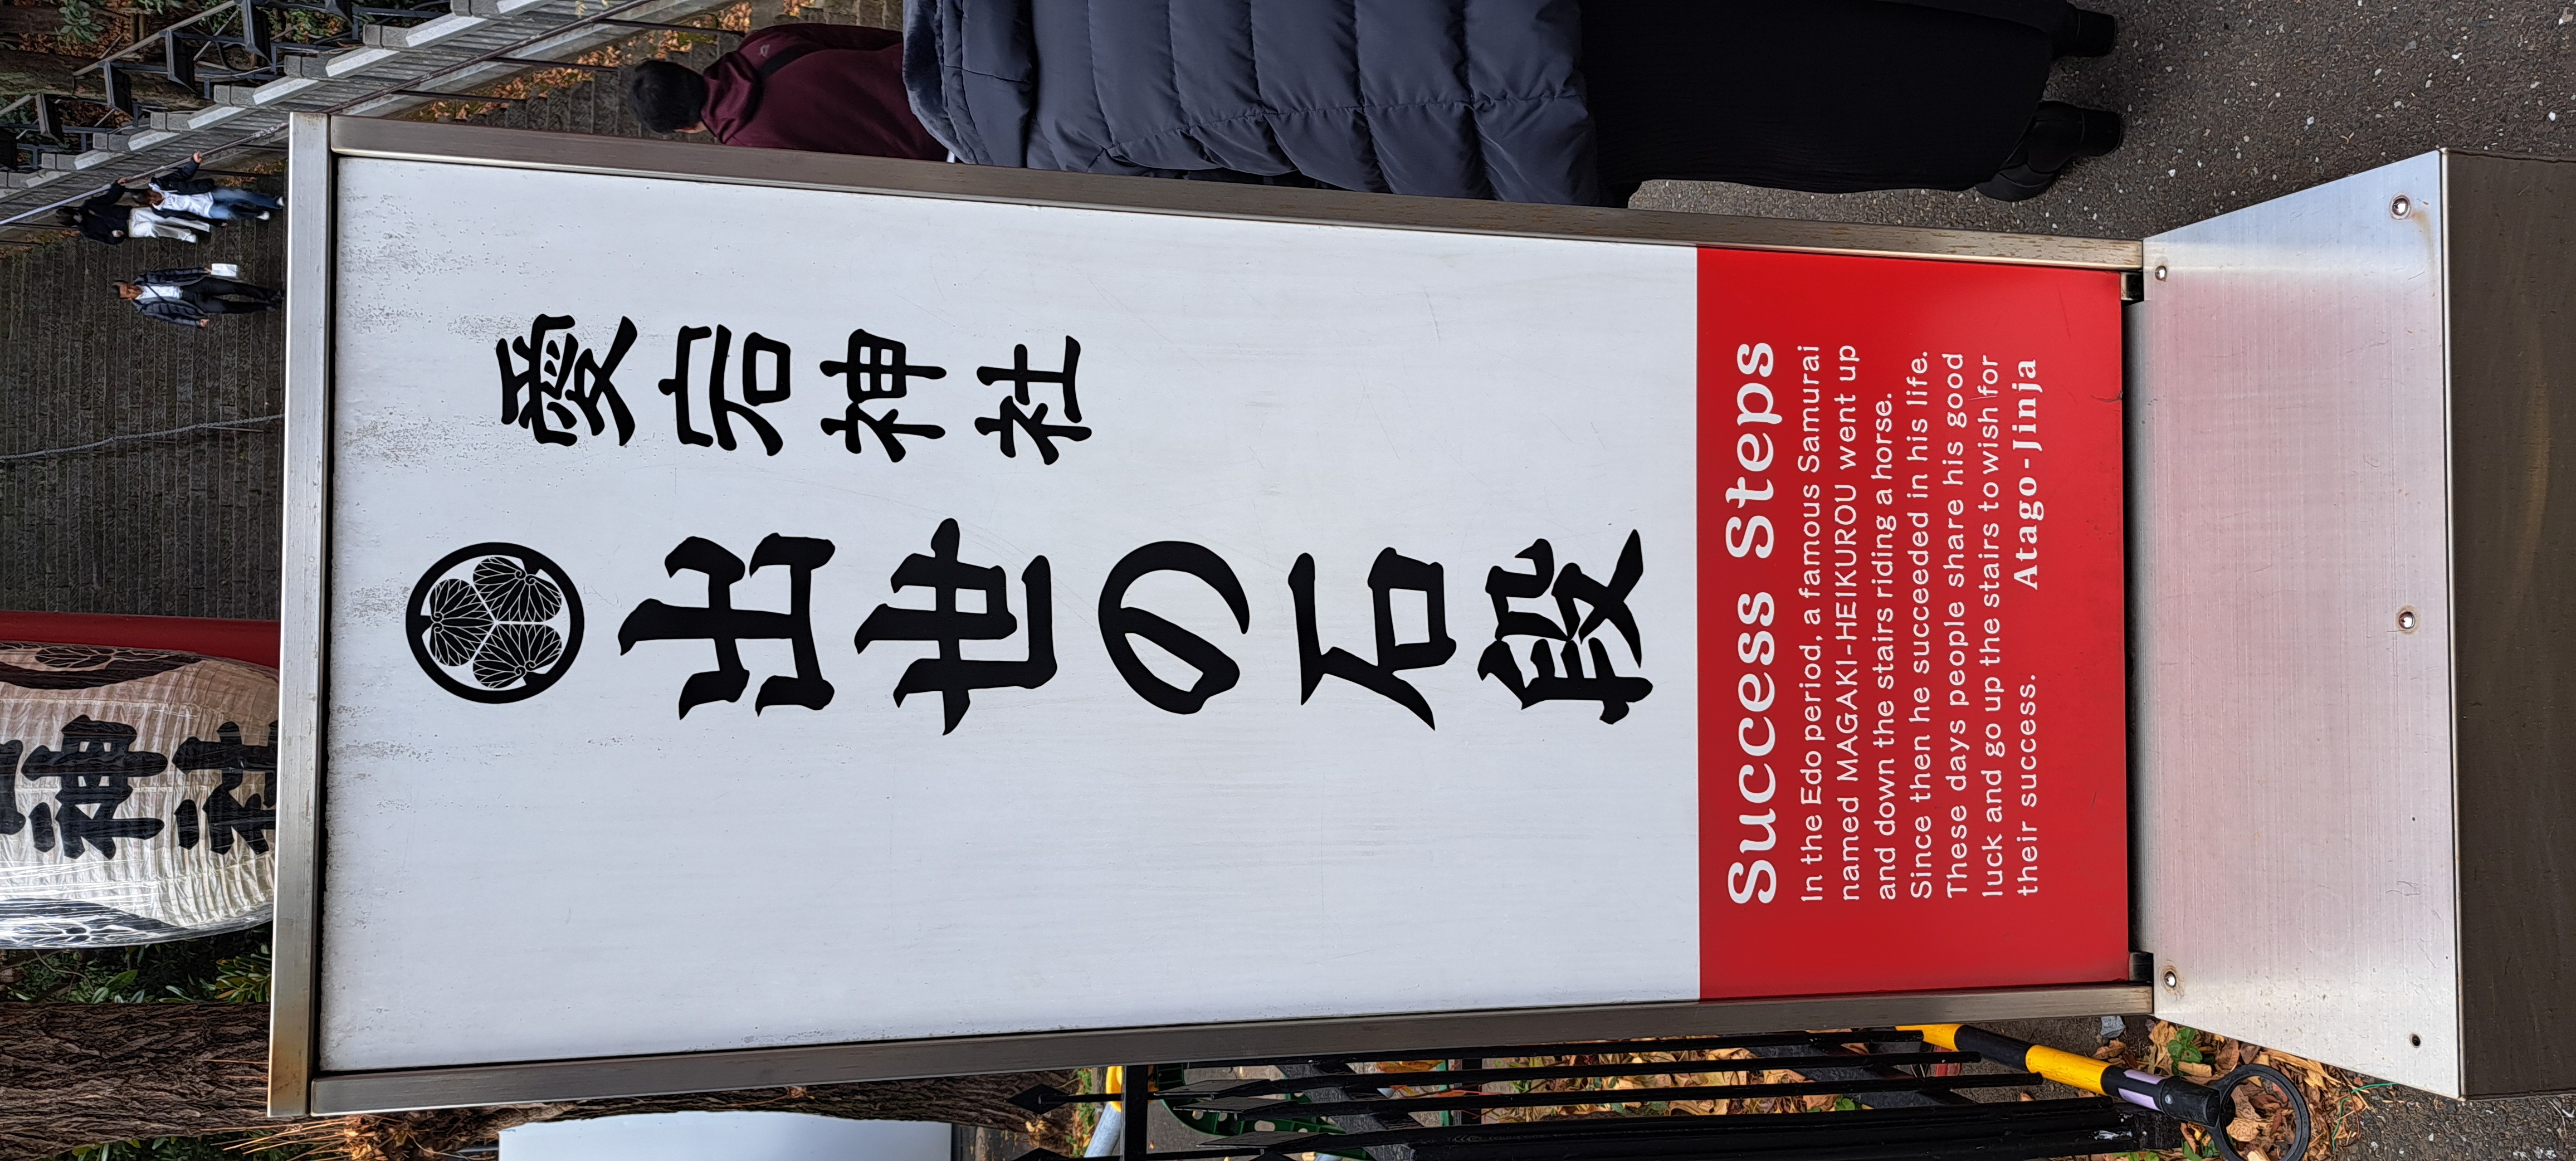 愛宕神社
出世の石段
Success Steps
In the Edo period, a famous Samurai
named MAGAKI-HEIKUROU went up
and down the stairs riding a horse.
Since then he succeeded in his life.
These days people share his good
luck and go up the stairs to wish for
their success. Atago-Jinja
神社